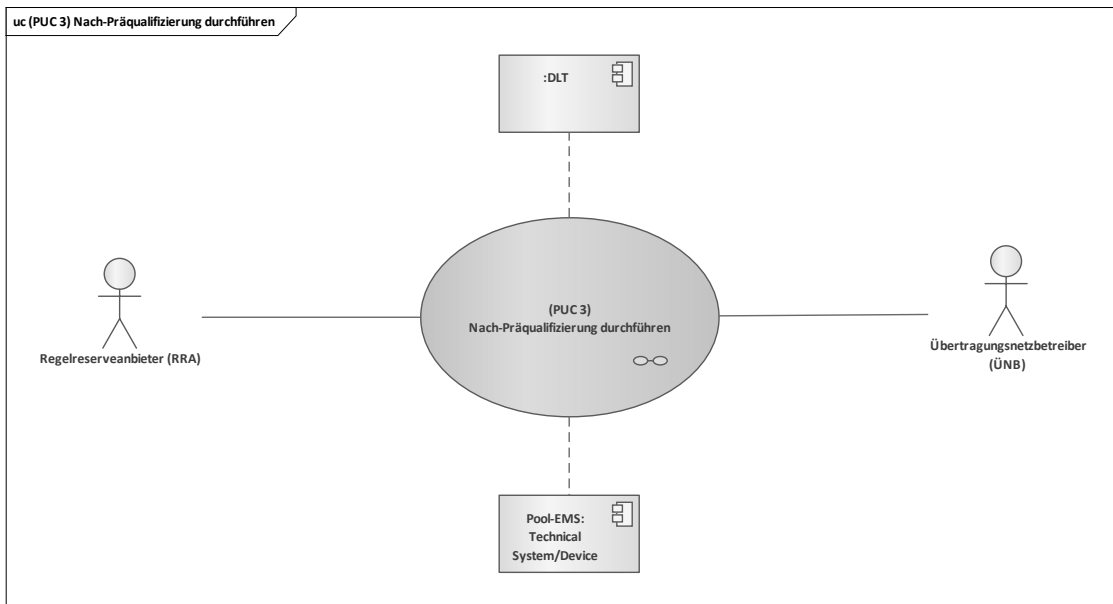 uc (PUC 3) Nach-Präqualifizierung durchführen
:DLT
(PUC 3)
Nach-Präqualifizierung durchführen
Regelreserveanbieter (RRA)
Übertragungsnetzbetreiber
(ÜNB)
Pool-EMS:
Technical
System/Device